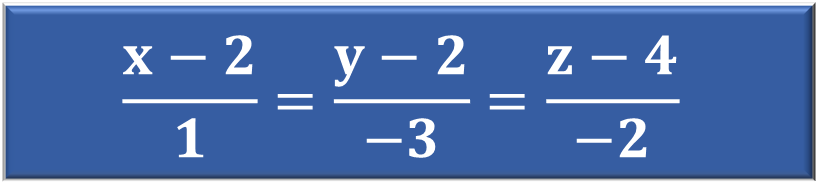 x − 2 = y − 2 = z − 4
1 −3 −2